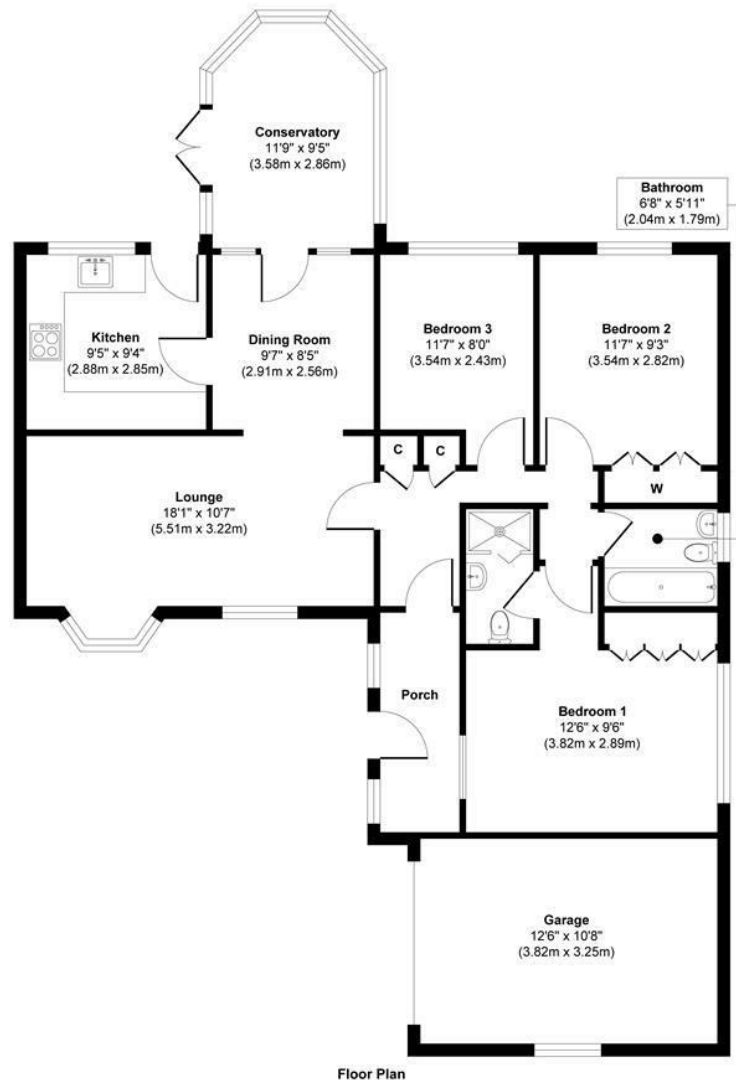 Conservatory
11'9" x 9'5"
(3.58m x 2.86m)
Bathroom
6'8" x 5'11"
(2.04m x 1.79m)
Kitchen
9'5" x 9'4"
(2.88m x 2.85m)
Dining Room
9'7" x 8'5"
(2.91m x 2.56m)
Bedroom 3
11'7" x 8'0"
(3.54m x 2.43m)
Bedroom 2
11'7" x 9'3"
(3.54m x 2.82m)
C
C
W
Lounge
18'1" x 10'7"
(5.51m x 3.22m)
Porch
Bedroom 1
12'6" x 9'6"
(3.82m x 2.89m)
Garage
12'6" x 10'8"
(3.82m x 3.25m)
Floor Plan